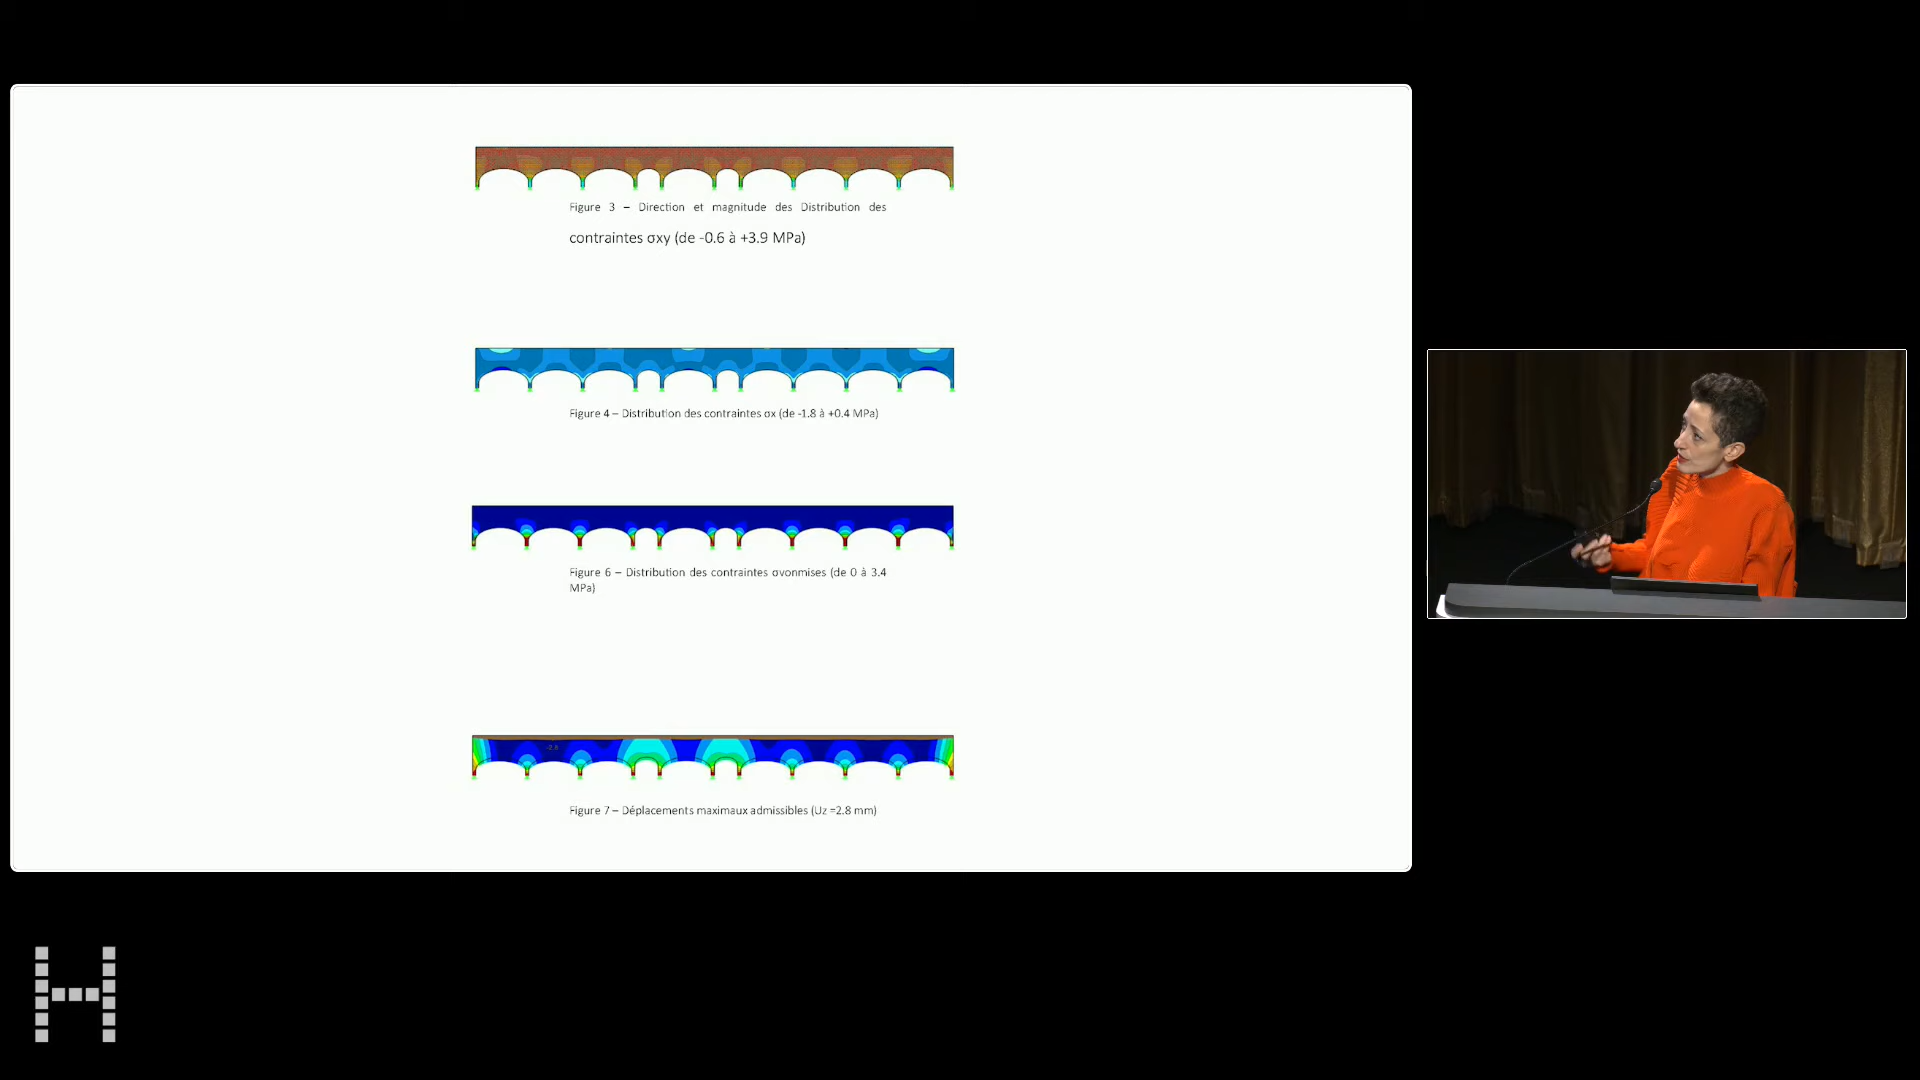 Figure 3 – Direction et magnitude des Distribution des
contraintes σxy (de -0.6 à +3.9 MPa)
Figure 4 – Distribution des contraintes σx (de -1.8 à +0.4 MPa)
Figure 6 – Distribution des contraintes σvonmises (de 0 à 3.4
MPa)
-2.8
Figure 7 – Déplacements maximaux admissibles (Uz =2.8 mm)
H